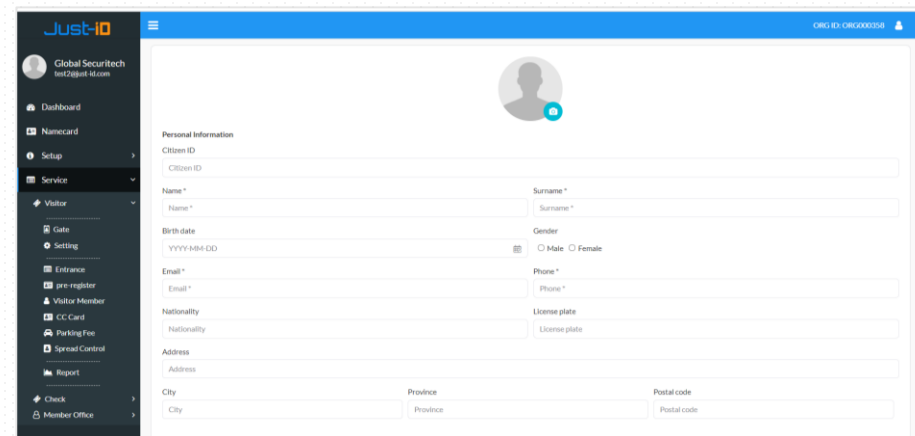 Just-iD
ORG ID: ORG000358
Global Securitech
test2@just-id.com
Dashboard
Namecard
Setup
Service
Visitor
Gate
Setting
Entrance
pre-register
Visitor Member
CC Card
Parking Fee
Spread Control
Report
Check
Member Office
Personal Information
Citizen ID
Citizen ID
Name * Surname *
Name * Surname *
Birth date Gender
YYYY-MM-DD Male Female
Email * Phone *
Email * Phone *
Nationality License plate
Nationality License plate
Address
Address
City Province Postal code
City Province Postal code